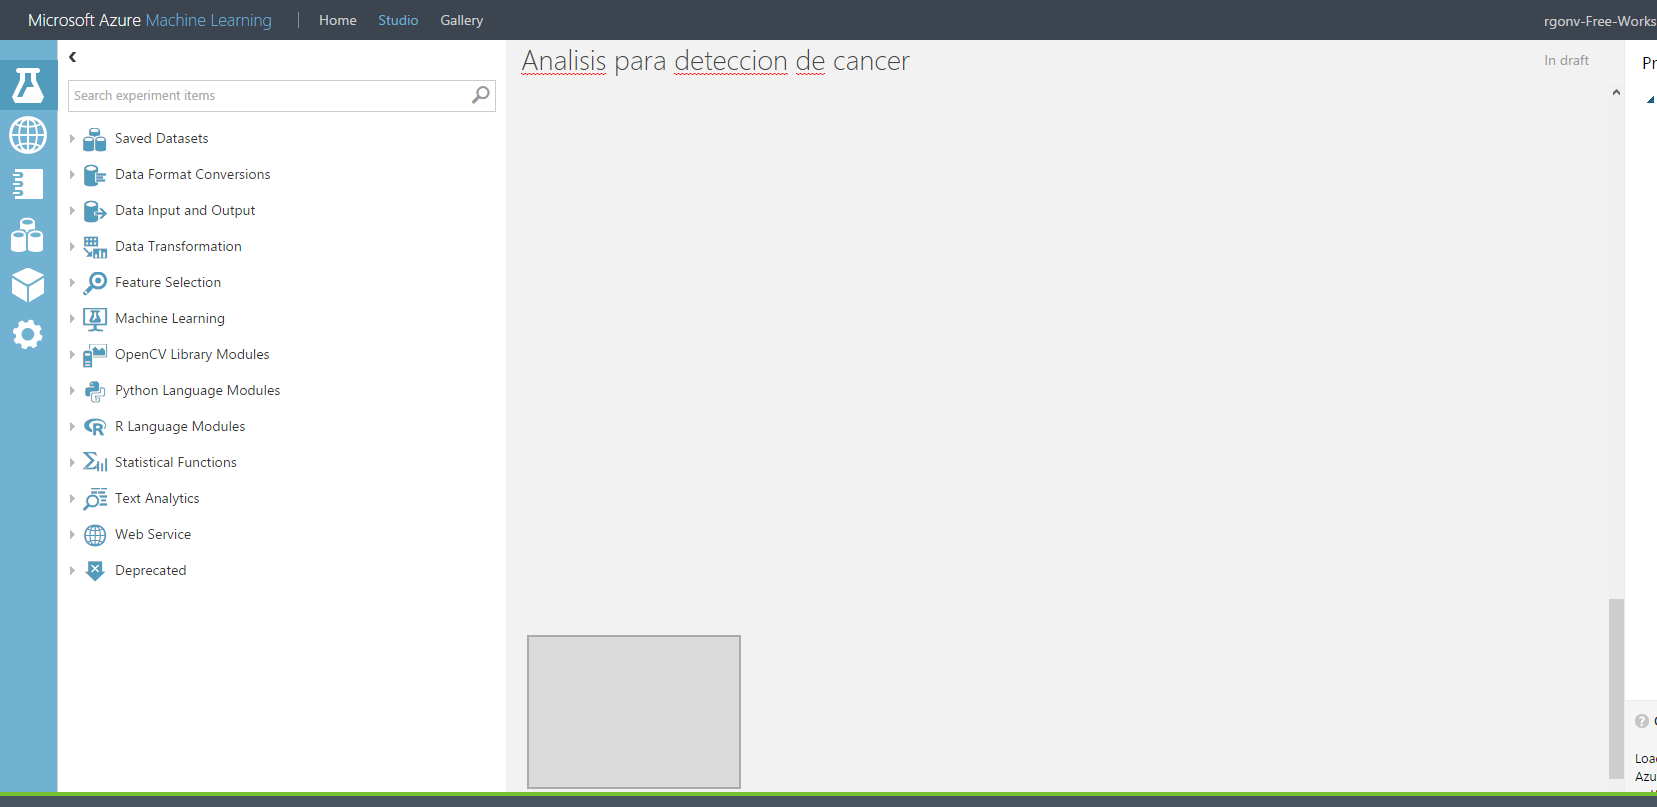 Microsoft Azure Machine Learning | Home Studio Gallery rgonv-Free-Works
Analisis para deteccion de cancer
In draft
Pr
Search experiment items
Saved Datasets
Data Format Conversions
Data Input and Output
Data Transformation
Feature Selection
Machine Learning
OpenCV Library Modules
Python Language Modules
R Language Modules
Statistical Functions
Text Analytics
Web Service
Deprecated
Load
Azu